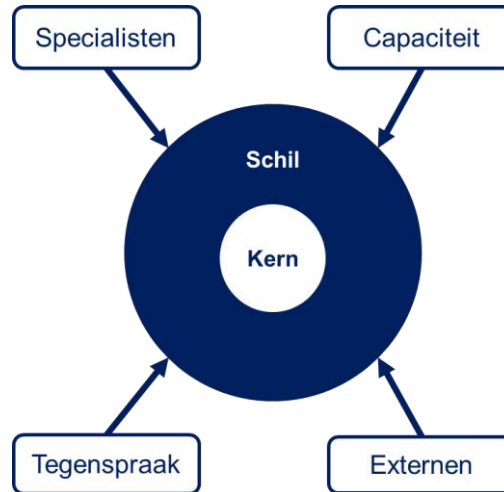 Specialisten
Capaciteit
Schil
Kern
Tegenspraak
Externen